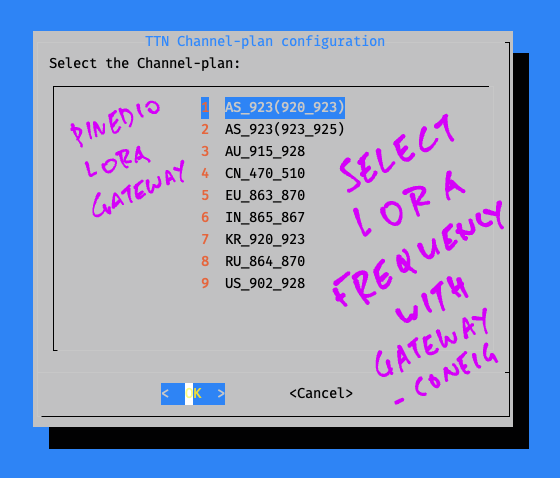 TTN Channel-plan configuration
Select the Channel-plan:
1 AS_923(920_923)
2 AS_923(923_925)
3 AU_915_928
4 CN_470_510
5 EU_863_870
6 IN_865_867
7 KR_920_923
8 RU_864_870
9 US_902_928
PINEDIO
LORA
GATEWAY
SELECT
LORA
FREQUENCY
WITH
GATEWAY
- CONFIG
< OK >
<Cancel>